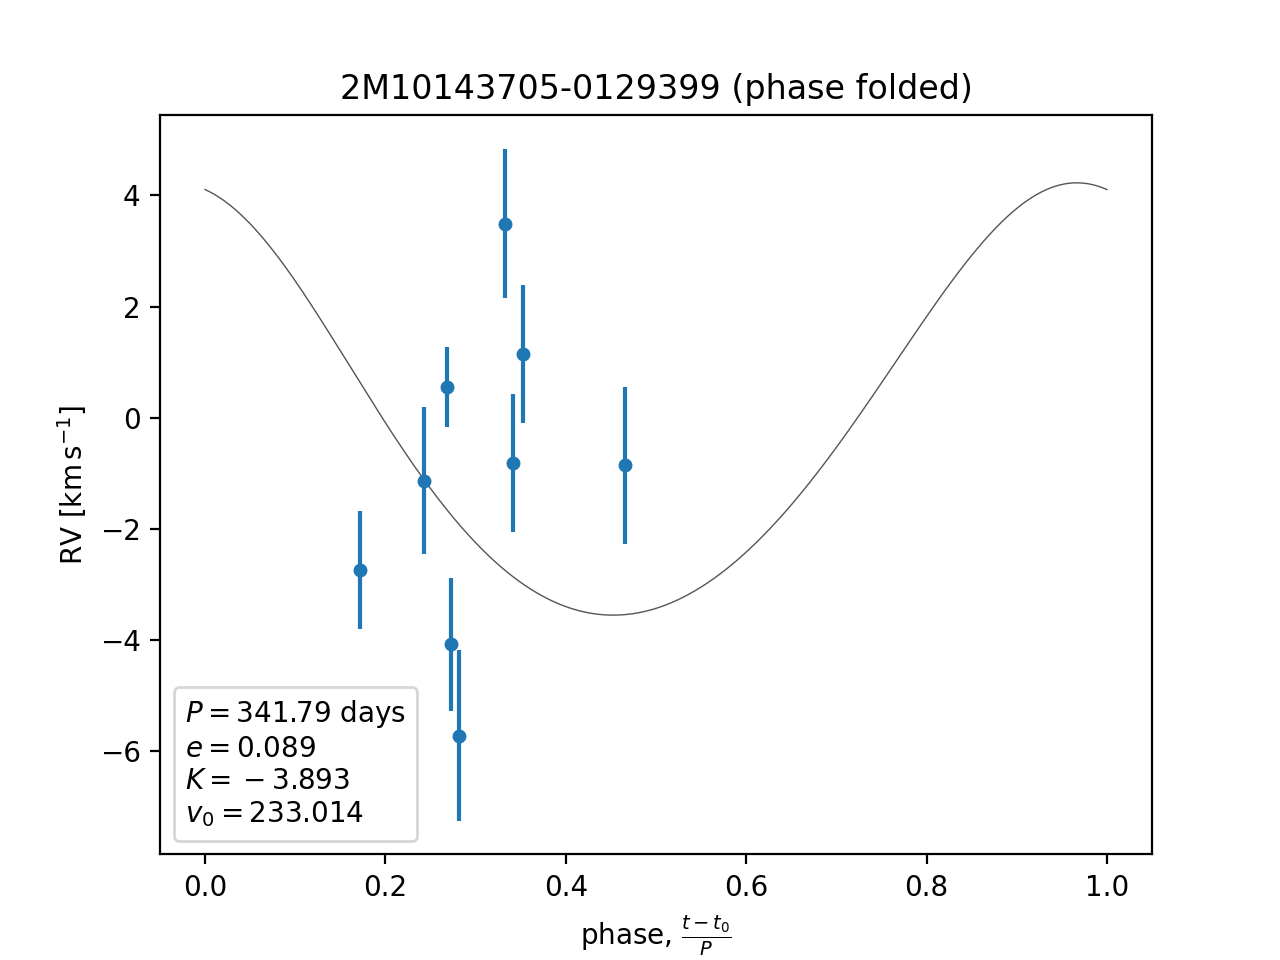 2M10143705-0129399 (phase folded)
RV [km s⁻¹]
4
2
0
−2
−4
−6
P = 341.79 days
e = 0.089
K = −3.893
v₀ = 233.014
0.0 0.2 0.4 0.6 0.8 1.0
phase, (t − t₀)/P